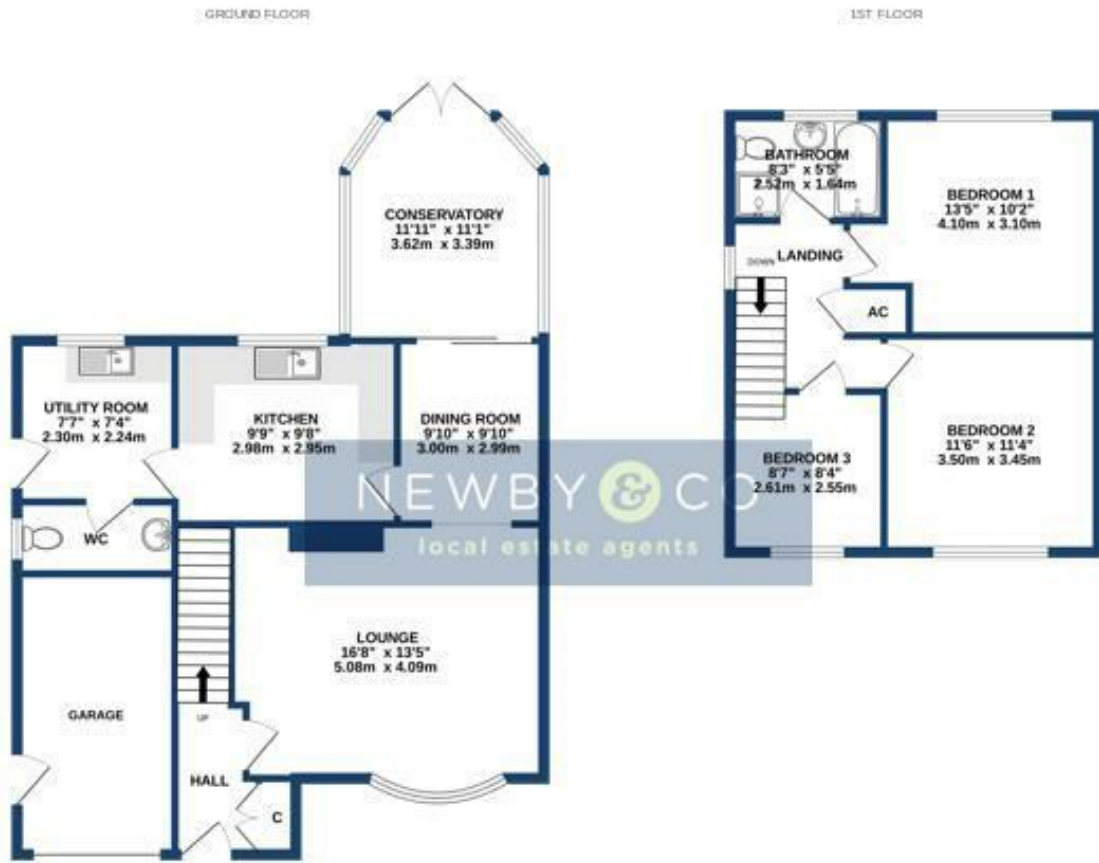 GROUND FLOOR
1ST FLOOR
CONSERVATORY
11'11" x 11'1"
3.62m x 3.39m
UTILITY ROOM
7'7" x 7'4"
2.30m x 2.24m
KITCHEN
9'9" x 9'8"
2.98m x 2.95m
DINING ROOM
9'10" x 9'10"
3.00m x 2.99m
WC
LOUNGE
16'8" x 13'5"
5.08m x 4.09m
GARAGE
UP
HALL
C
BATHROOM
8'3" x 5'5"
2.52m x 1.64m
BEDROOM 1
13'5" x 10'2"
4.10m x 3.10m
LANDING
DOWN
AC
BEDROOM 2
11'6" x 11'4"
3.50m x 3.45m
BEDROOM 3
8'7" x 8'4"
2.61m x 2.55m
NEWBY & CO
local estate agents